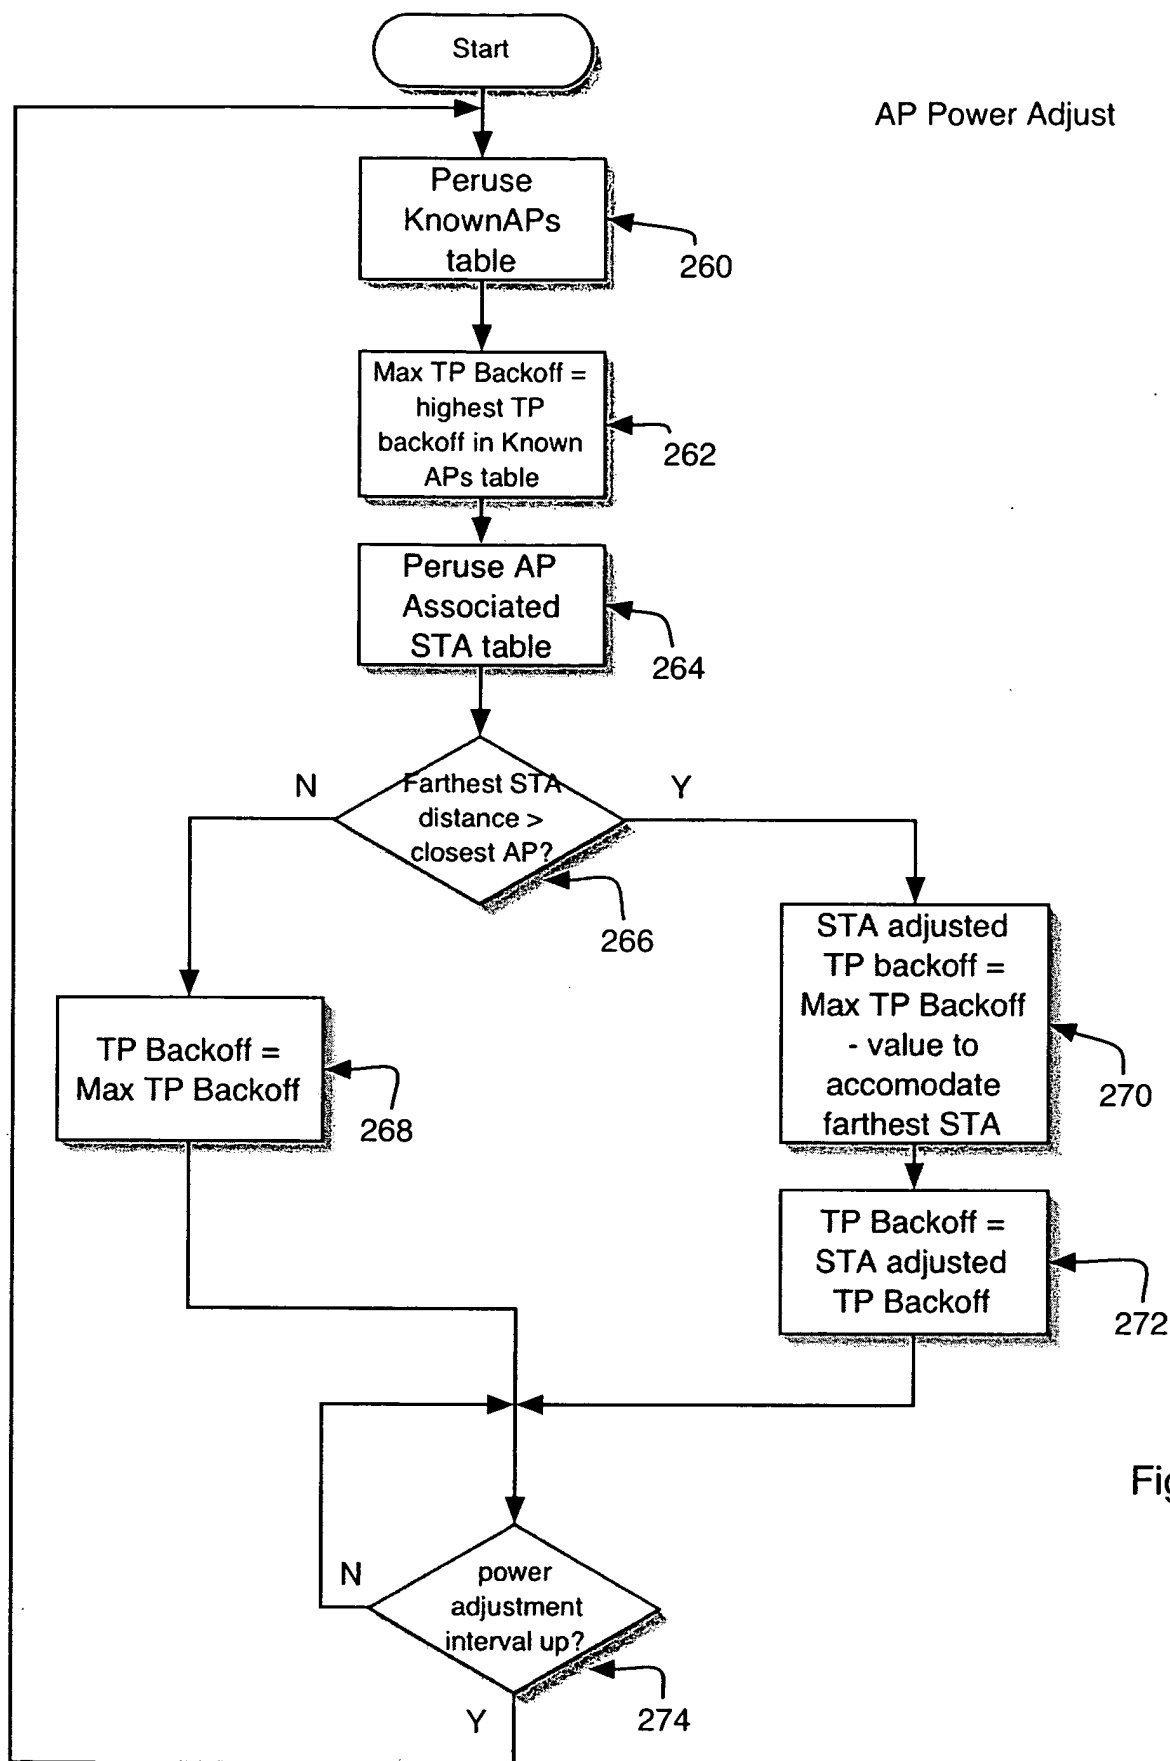 Start
AP Power Adjust
Peruse
KnownAPs
table
260
Max TP Backoff =
highest TP
backoff in Known
APs table
262
Peruse AP
Associated
STA table
264
N
Farthest STA
distance >
closest AP?
Y
266
STA adjusted
TP backoff =
Max TP Backoff
- value to
accomodate
farthest STA
270
TP Backoff =
Max TP Backoff
268
TP Backoff =
STA adjusted
TP Backoff
272
Fig
N
power
adjustment
interval up?
Y
274